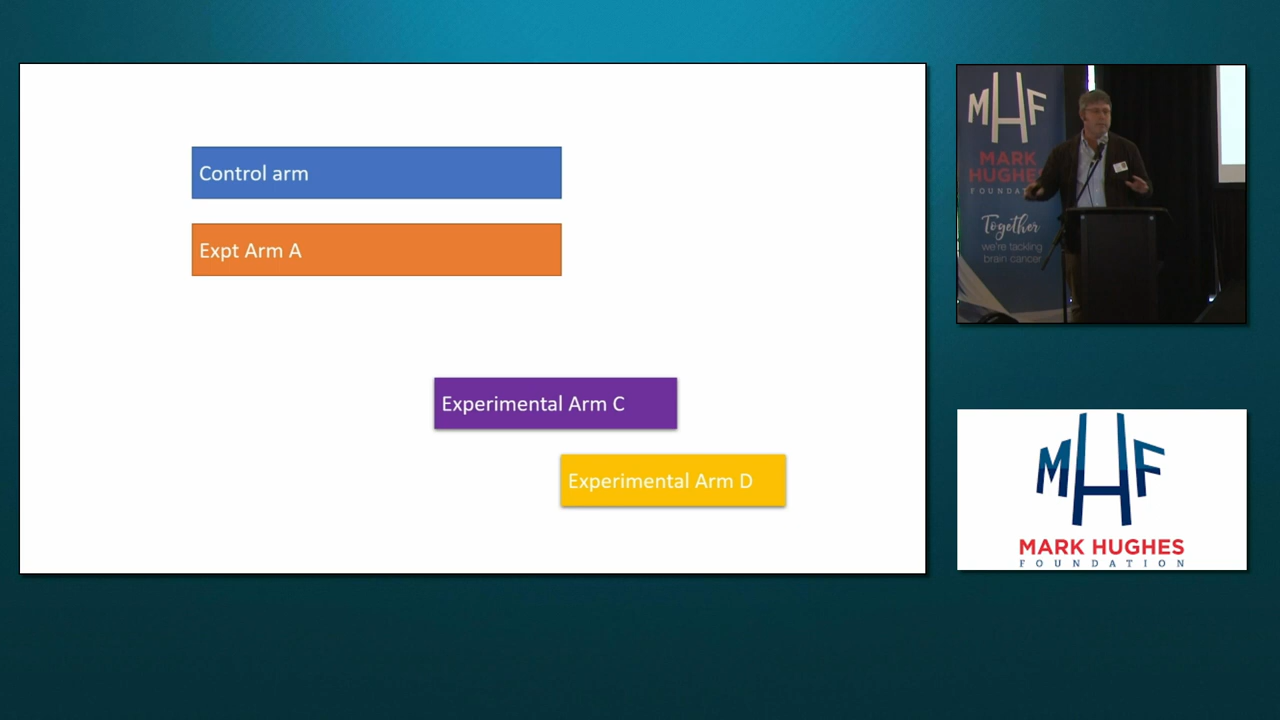 Control arm
Expt Arm A
Experimental Arm C
Experimental Arm D
MHF
MARK
HUGHES
FOUNDAT
Together
we're tackling
brain cancer
MHF
MARK HUGHES
FOUNDATION